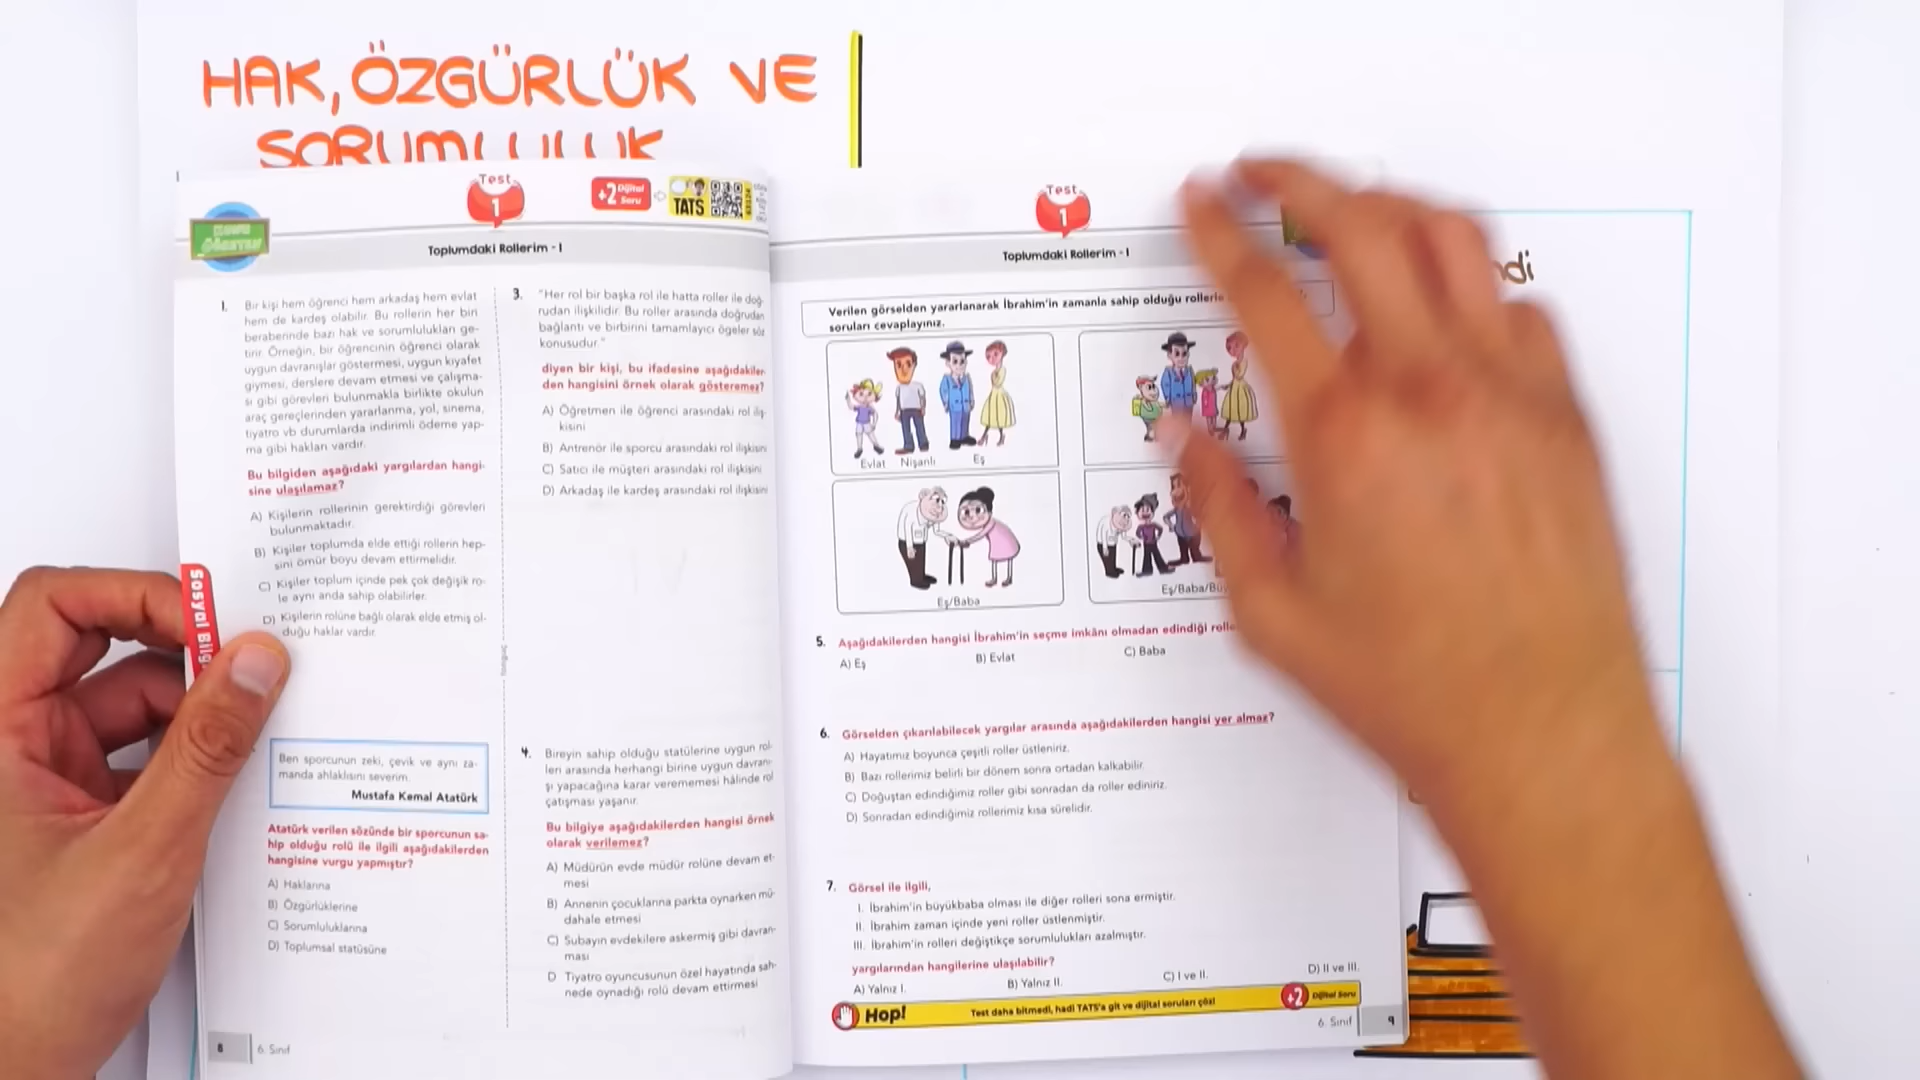 HAK, ÖZGÜRLÜK VE
SORUMLULUK
Test
1
+2 Dijital
Soru
TATS
Toplumdaki Rollerim - I
1. Bir kişi hem öğrenci hem arkadaş hem evlat
hem de kardeş olabilir. Bu rollerin her biri
beraberinde bazı hak ve sorumlulukları ge-
tirir. Örneğin, bir öğrencinin öğrenci olarak
uygun davranışlar göstermesi, uygun kıyafet
giymesi, derslere devam etmesi ve çalışma-
sı gibi görevleri bulunmakla birlikte okulun
araç gereçlerinden yararlanma, yol, sinema,
tiyatro vb durumlarda indirimli ödeme yap-
ma gibi hakları vardır.
Bu bilgiden aşağıdaki yargılardan hangi-
sine ulaşılamaz?
A) Kişilerin rollerinin gerektirdiği görevleri
bulunmaktadır.
B) Kişiler toplumda elde ettiği rollerin hep-
sini ömür boyu devam ettirmelidir.
C) Kişiler toplum içinde pek çok değişik ro-
le aynı anda sahip olabilirler.
D) Kişilerin rolüne bağlı olarak elde etmiş ol-
duğu haklar vardır.
Sosyal Bilg
Ben sporcunun zeki, çevik ve aynı za-
manda ahlaklısını severim.
Mustafa Kemal Atatürk
Atatürk verilen sözünde bir sporcunun sa-
hip olduğu rolü ile ilgili aşağıdakilerden
hangisine vurgu yapmıştır?
A) Haklarına
B) Özgürlüklerine
C) Sorumluluklarına
D) Toplumsal statüsüne
8
6. Sınıf
3. "Her rol bir başka rol ile hatta roller ile doğ-
rudan ilişkilidir. Bu roller arasında doğrudan
bağlantı ve birbirini tamamlayıcı ögeler söz
konusudur."
diyen bir kişi, bu ifadesine aşağıdakiler-
den hangisini örnek olarak gösteremez?
A) Öğretmen ile öğrenci arasındaki rol iliş-
kisini
B) Antrenör ile sporcu arasındaki rol ilişkisini
C) Satıcı ile müşteri arasındaki rol ilişkisini
D) Arkadaş ile kardeş arasındaki rol ilişkisini
4. Bireyin sahip olduğu statülerine uygun rol-
leri arasında herhangi birine uygun davranı-
şı yapacağına karar verememesi hâlinde rol
çatışması yaşanır.
Bu bilgiye aşağıdakilerden hangisi örnek
olarak verilemez?
A) Müdürün evde müdür rolüne devam et-
mesi
B) Annenin çocuklarına parkta oynarken mü-
dahale etmesi
C) Subayın evdekilere askermiş gibi davran-
ması
D Tiyatro oyuncusunun özel hayatında sah-
nede oynadığı rolü devam ettirmesi
Test
1
Toplumdaki Rollerim - I
Verilen görselden yararlanarak İbrahim'in zamanla sahip olduğu rollerle
soruları cevaplayınız.
Evlat Nişanlı Eş
Eş/Baba
Eş/Baba/Büy
5. Aşağıdakilerden hangisi İbrahim'in seçme imkânı olmadan edindiği rolle
A) Eş B) Evlat C) Baba
6. Görselden çıkarılabilecek yargılar arasında aşağıdakilerden hangisi yer almaz?
A) Hayatımız boyunca çeşitli roller üstleniriz.
B) Bazı rollerimiz belirli bir dönem sonra ortadan kalkabilir.
C) Doğuştan edindiğimiz roller gibi sonradan da roller ediniriz.
D) Sonradan edindiğimiz rollerimiz kısa sürelidir.
7. Görsel ile ilgili,
I. İbrahim'in büyükbaba olması ile diğer rolleri sona ermiştir.
II. İbrahim zaman içinde yeni roller üstlenmiştir.
III. İbrahim'in rolleri değiştikçe sorumlulukları azalmıştır.
yargılarından hangilerine ulaşılabilir?
A) Yalnız I. B) Yalnız II. C) I ve II. D) II ve III.
Hop! Test daha bitmedi, hadi TATS'a git ve dijital soruları çöz! +2 Dijital Soru
6. Sınıf 9
ndi